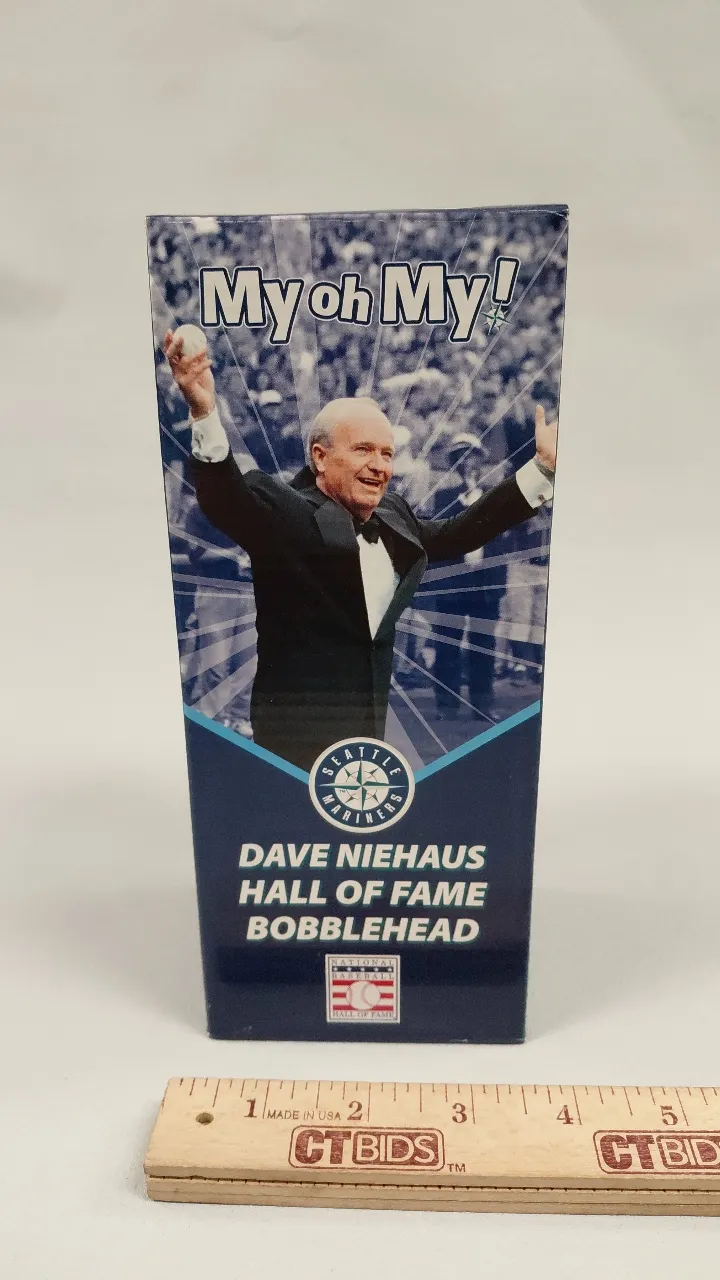 My oh My!
SEATTLE
MARINERS
TM
DAVE NIEHAUS
HALL OF FAME
BOBBLEHEAD
NATIONAL
BASEBALL
HALL OF FAME
1 MADE IN USA 2 3 4 5
CTBIDS TM CTBID